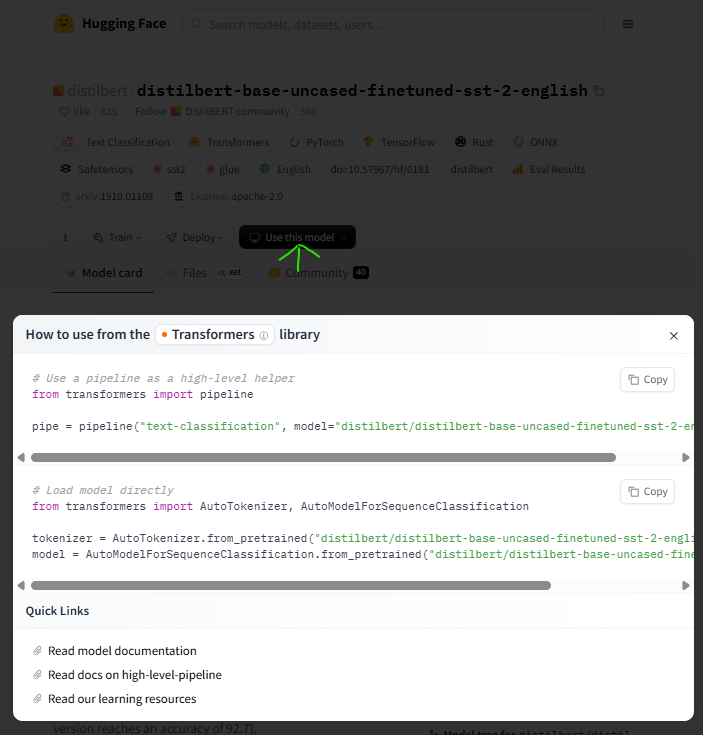 Hugging Face
Search models, datasets, users...
distilbert/distilbert-base-uncased-finetuned-sst-2-english
like 825 Follow DistilBERT community 366
Text Classification Transformers PyTorch TensorFlow Rust ONNX
Safetensors sst2 glue English doi:10.57967/hf/0181 distilbert Eval Results
arxiv:1910.01108 License: apache-2.0
Train Deploy Use this model
Model card Files xet Community 40
How to use from the Transformers library
# Use a pipeline as a high-level helper
Copy
from transformers import pipeline
pipe = pipeline("text-classification", model="distilbert/distilbert-base-uncased-finetuned-sst-2-en
# Load model directly
Copy
from transformers import AutoTokenizer, AutoModelForSequenceClassification
tokenizer = AutoTokenizer.from_pretrained("distilbert/distilbert-base-uncased-finetuned-sst-2-engli
model = AutoModelForSequenceClassification.from_pretrained("distilbert/distilbert-base-uncased-fine
Quick Links
Read model documentation
Read docs on high-level-pipeline
Read our learning resources
version reaches an accuracy of 92.7).
Model tree for distilbert/distil